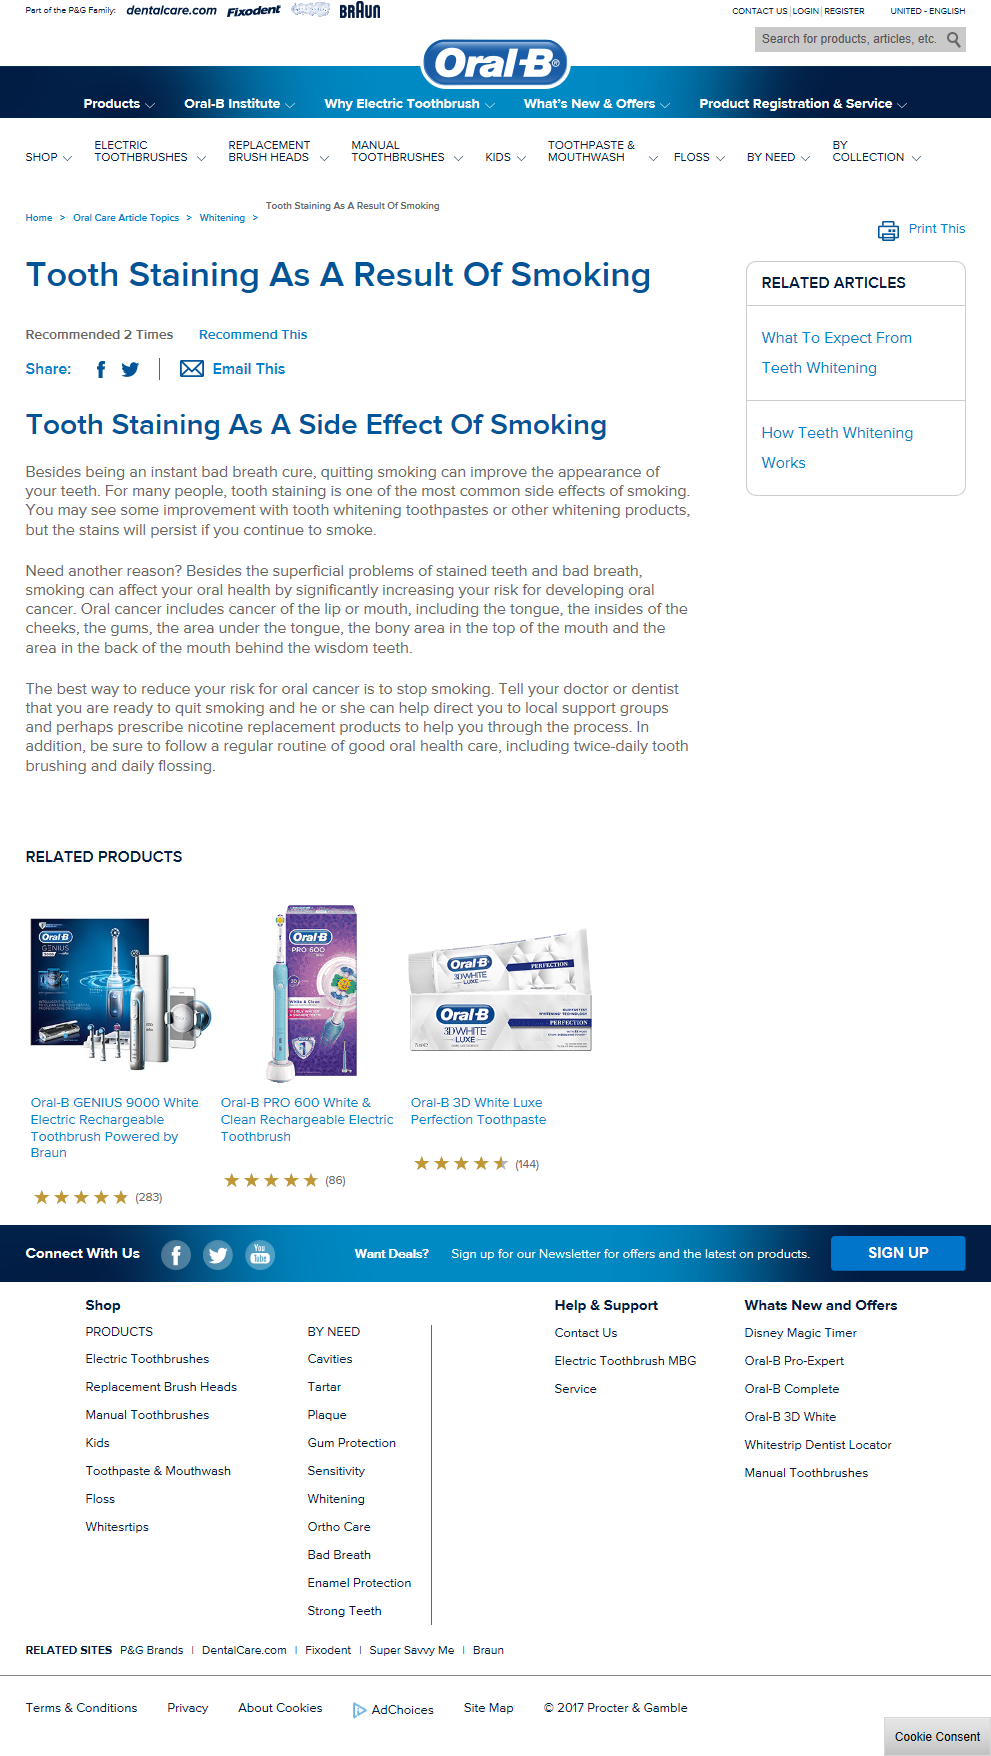 Part of the P&G Family: dentalcare.com Fixodent BRAUN
CONTACT US | LOGIN | REGISTER UNITED - ENGLISH
Search for products, articles, etc.
Oral-B®
Products Oral-B Institute Why Electric Toothbrush What's New & Offers Product Registration & Service
SHOP ELECTRIC TOOTHBRUSHES REPLACEMENT BRUSH HEADS MANUAL TOOTHBRUSHES KIDS TOOTHPASTE & MOUTHWASH FLOSS BY NEED BY COLLECTION
Home > Oral Care Article Topics > Whitening > Tooth Staining As A Result Of Smoking
Print This
Tooth Staining As A Result Of Smoking
Recommended 2 Times Recommend This
Share: Email This
RELATED ARTICLES
What To Expect From
Teeth Whitening
How Teeth Whitening
Works
Tooth Staining As A Side Effect Of Smoking
Besides being an instant bad breath cure, quitting smoking can improve the appearance of
your teeth. For many people, tooth staining is one of the most common side effects of smoking.
You may see some improvement with tooth whitening toothpastes or other whitening products,
but the stains will persist if you continue to smoke.
Need another reason? Besides the superficial problems of stained teeth and bad breath,
smoking can affect your oral health by significantly increasing your risk for developing oral
cancer. Oral cancer includes cancer of the lip or mouth, including the tongue, the insides of the
cheeks, the gums, the area under the tongue, the bony area in the top of the mouth and the
area in the back of the mouth behind the wisdom teeth.
The best way to reduce your risk for oral cancer is to stop smoking. Tell your doctor or dentist
that you are ready to quit smoking and he or she can help direct you to local support groups
and perhaps prescribe nicotine replacement products to help you through the process. In
addition, be sure to follow a regular routine of good oral health care, including twice-daily tooth
brushing and daily flossing.
RELATED PRODUCTS
Oral-B
GENIUS
9000
Oral-B
PRO 600
White & Clean
Oral-B
3DWHITE
LUXE
PERFECTION
Oral-B
3DWHITE
LUXE
PERFECTION
Oral-B GENIUS 9000 White
Electric Rechargeable
Toothbrush Powered by
Braun
(283)
Oral-B PRO 600 White &
Clean Rechargeable Electric
Toothbrush
(86)
Oral-B 3D White Luxe
Perfection Toothpaste
(144)
Connect With Us You Tube Want Deals? Sign up for our Newsletter for offers and the latest on products. SIGN UP
Shop
PRODUCTS
Electric Toothbrushes
Replacement Brush Heads
Manual Toothbrushes
Kids
Toothpaste & Mouthwash
Floss
Whitesrtips
BY NEED
Cavities
Tartar
Plaque
Gum Protection
Sensitivity
Whitening
Ortho Care
Bad Breath
Enamel Protection
Strong Teeth
Help & Support
Contact Us
Electric Toothbrush MBG
Service
Whats New and Offers
Disney Magic Timer
Oral-B Pro-Expert
Oral-B Complete
Oral-B 3D White
Whitestrip Dentist Locator
Manual Toothbrushes
RELATED SITES P&G Brands | DentalCare.com | Fixodent | Super Savvy Me | Braun
Terms & Conditions Privacy About Cookies AdChoices Site Map © 2017 Procter & Gamble
Cookie Consent